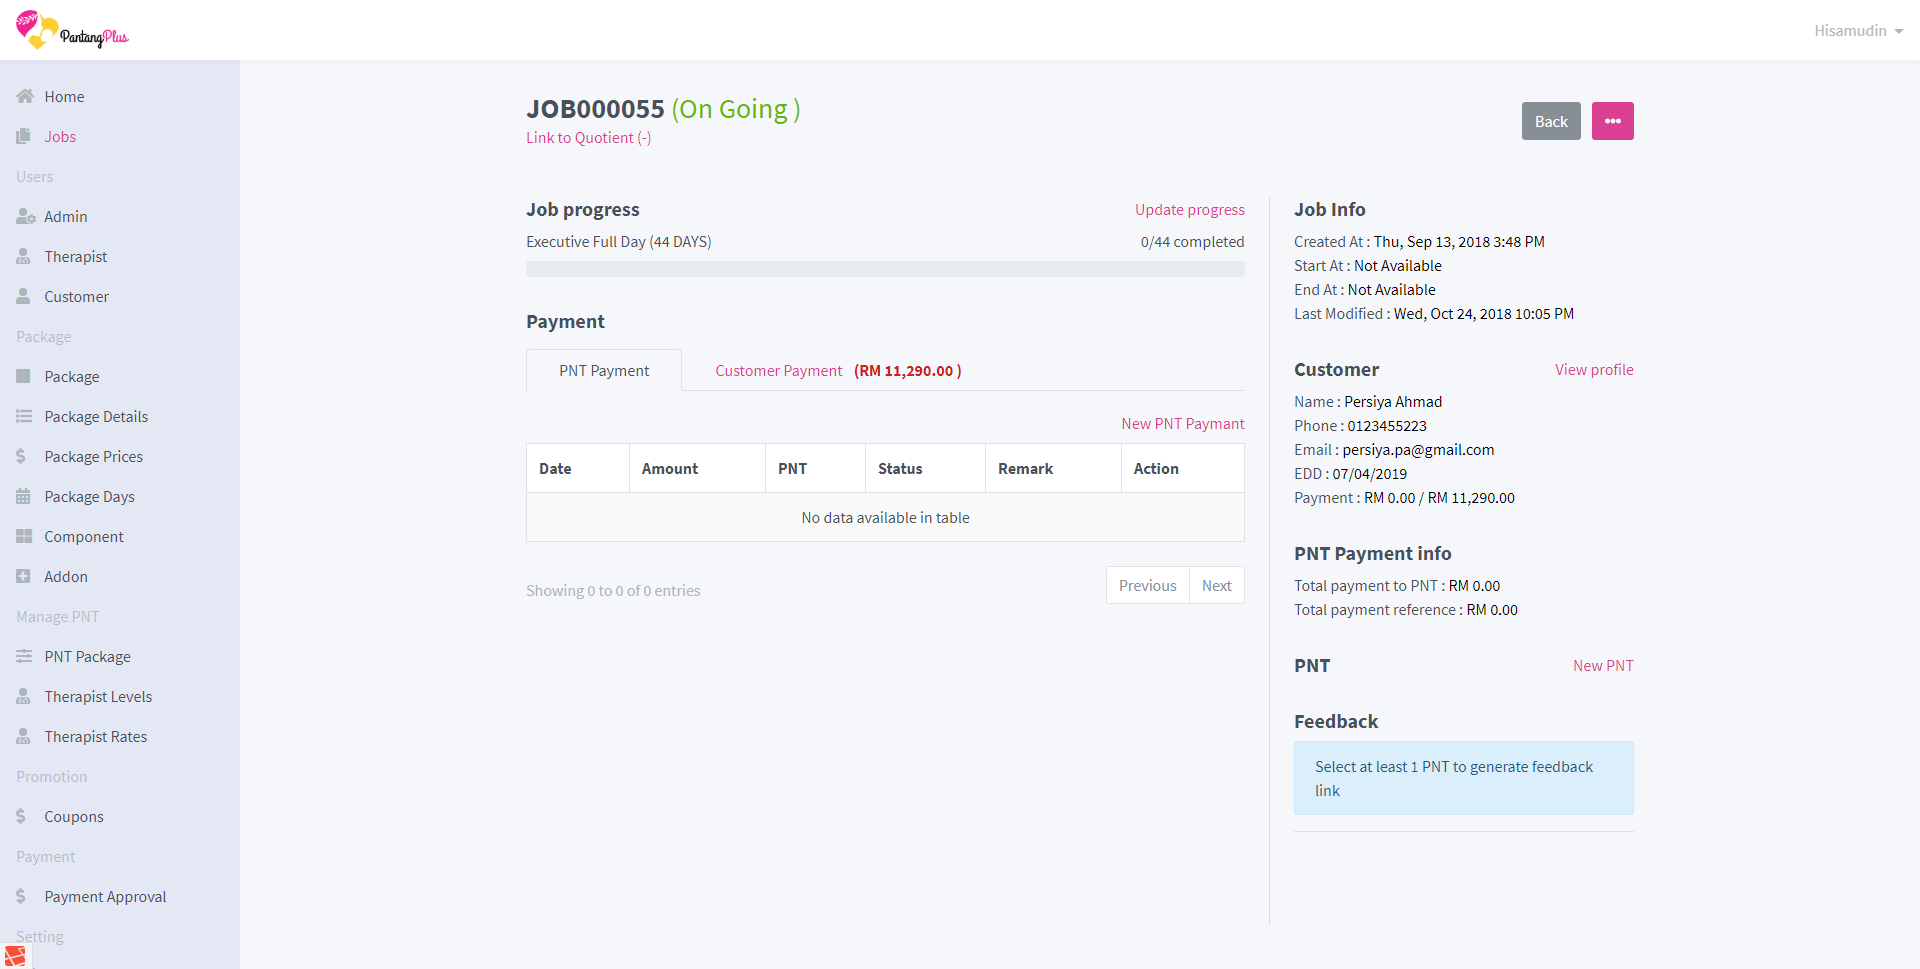 PantangPlus
Hisamudin
Home
Jobs
Users
Admin
Therapist
Customer
Package
Package
Package Details
Package Prices
Package Days
Component
Addon
Manage PNT
PNT Package
Therapist Levels
Therapist Rates
Promotion
Coupons
Payment
Payment Approval
Setting
JOB000055 (On Going )
Link to Quotient (-)
Back
Job progress
Update progress
Executive Full Day (44 DAYS)
0/44 completed
Payment
PNT Payment
Customer Payment (RM 11,290.00 )
New PNT Paymant
Date Amount PNT Status Remark Action
No data available in table
Showing 0 to 0 of 0 entries
Previous Next
Job Info
Created At : Thu, Sep 13, 2018 3:48 PM
Start At : Not Available
End At : Not Available
Last Modified : Wed, Oct 24, 2018 10:05 PM
Customer
View profile
Name : Persiya Ahmad
Phone : 0123455223
Email : persiya.pa@gmail.com
EDD : 07/04/2019
Payment : RM 0.00 / RM 11,290.00
PNT Payment info
Total payment to PNT : RM 0.00
Total payment reference : RM 0.00
PNT
New PNT
Feedback
Select at least 1 PNT to generate feedback
link